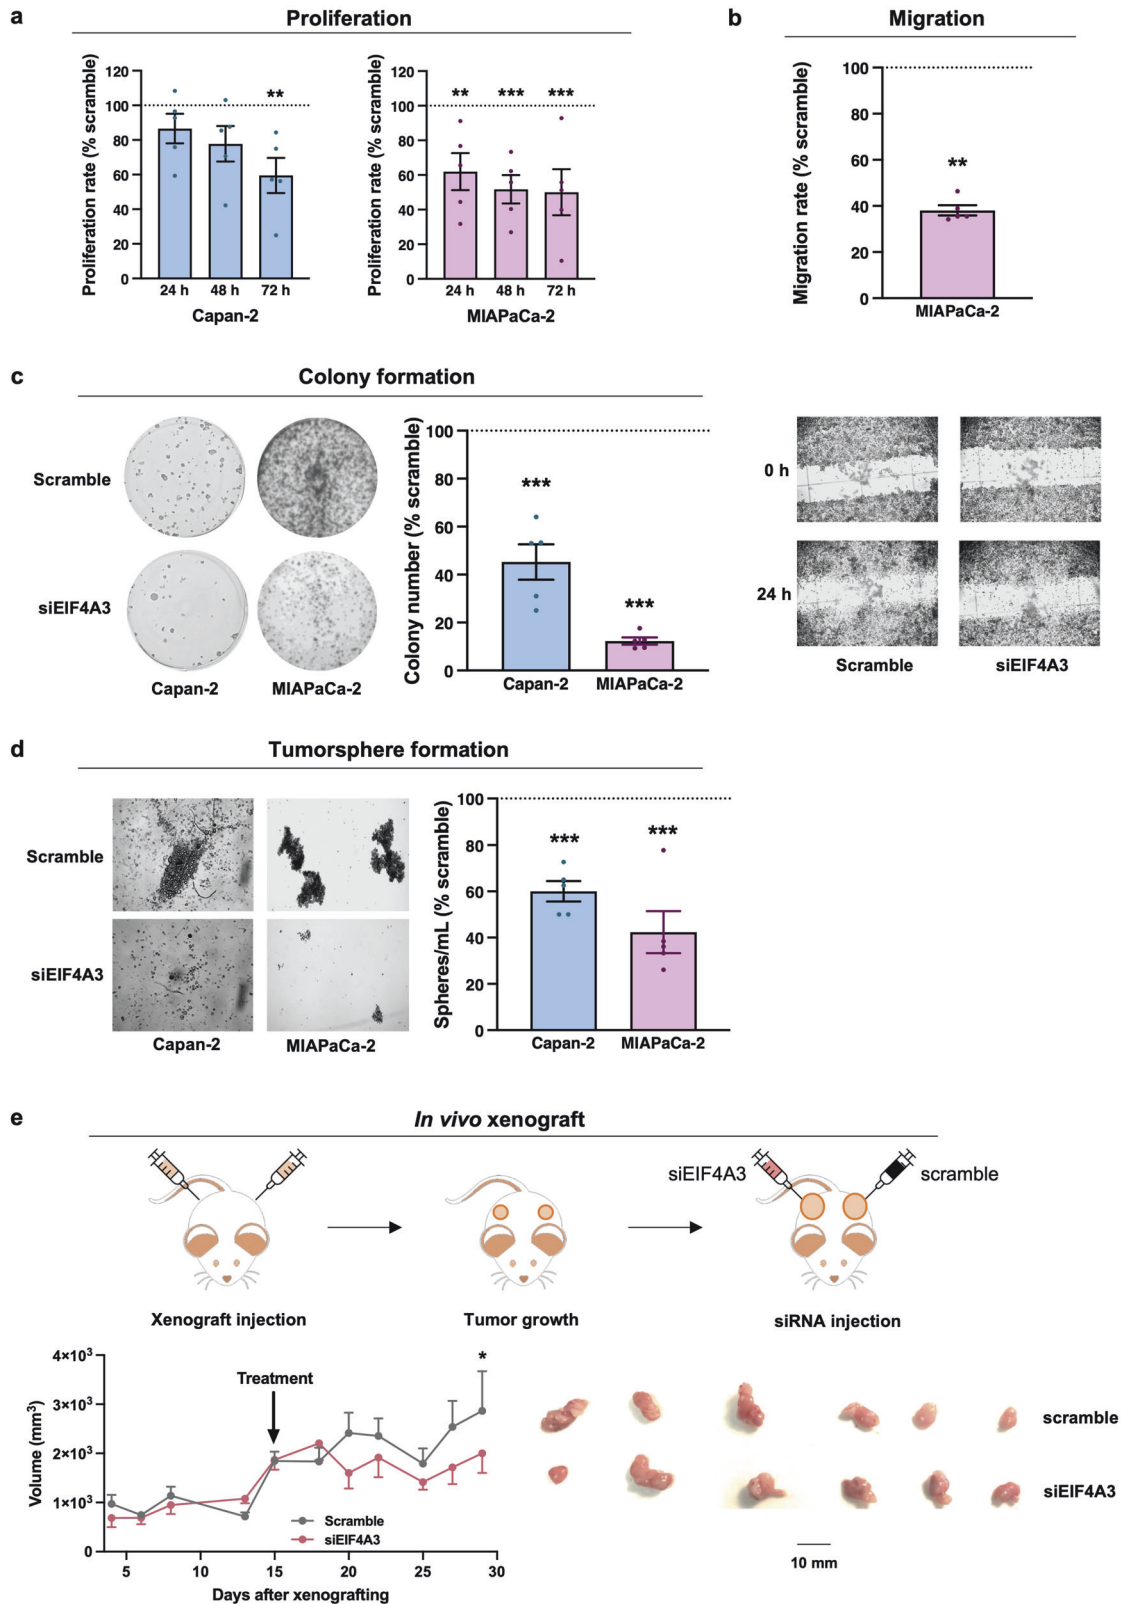 a
Proliferation
Proliferation rate (% scramble)
120
100
80
60
40
20
0
**
24 h 48 h 72 h
Capan-2
Proliferation rate (% scramble)
120
100
80
60
40
20
0
** *** ***
24 h 48 h 72 h
MIAPaCa-2
b
Migration
Migration rate (% scramble)
100
80
60
40
20
0
**
MIAPaCa-2
0 h
24 h
Scramble siEIF4A3
c
Colony formation
Scramble
siEIF4A3
Capan-2 MIAPaCa-2
Colony number (% scramble)
100
80
60
40
20
0
***
***
Capan-2 MIAPaCa-2
d
Tumorsphere formation
Scramble
siEIF4A3
Capan-2 MIAPaCa-2
Spheres/mL (% scramble)
100
80
60
40
20
0
*** ***
Capan-2 MIAPaCa-2
e
In vivo xenograft
siEIF4A3 scramble
Xenograft injection Tumor growth siRNA injection
Volume (mm³)
4×10³
3×10³
2×10³
1×10³
0
Treatment
*
Scramble
siEIF4A3
5 10 15 20 25 30
Days after xenografting
scramble
siEIF4A3
10 mm